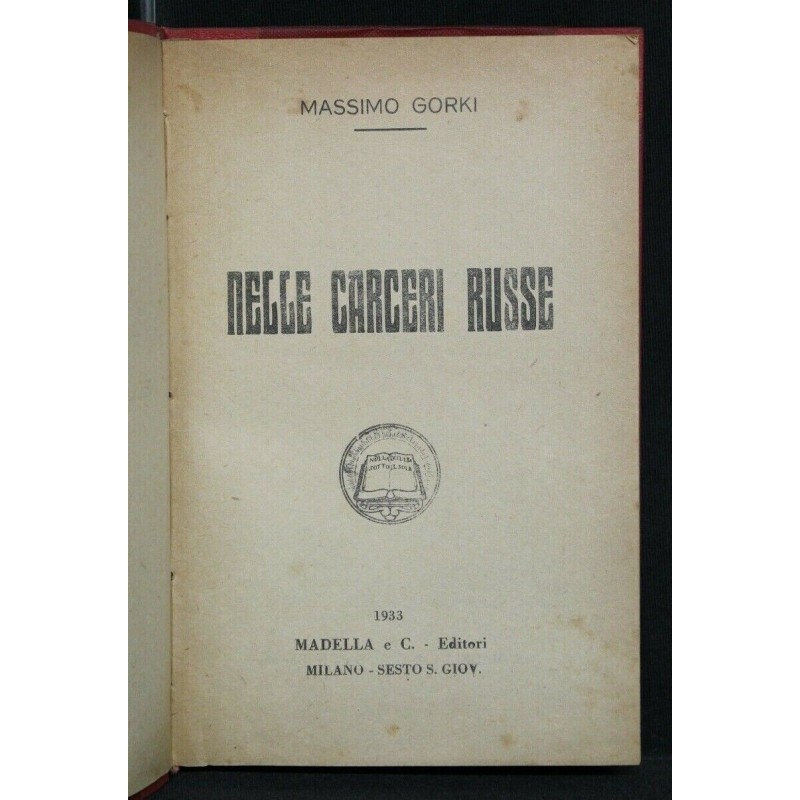 MASSIMO GORKI
NELLE CARCERI RUSSE
1933
MADELLA e C. - Editori
MILANO - SESTO S. GIOV.